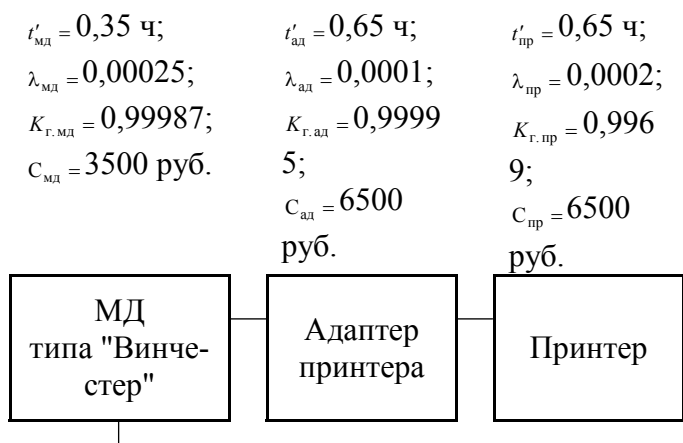 t′мд = 0,35 ч;
λмд = 0,00025;
Kг. мд = 0,99987;
Cмд = 3500 руб.
t′ад = 0,65 ч;
λад = 0,0001;
Kг. ад = 0,9999
5;
Cад = 6500
руб.
t′пр = 0,65 ч;
λпр = 0,0002;
Kг. пр = 0,996
9;
Cпр = 6500
руб.
МД
типа "Винче-
стер"
Адаптер
принтера
Принтер